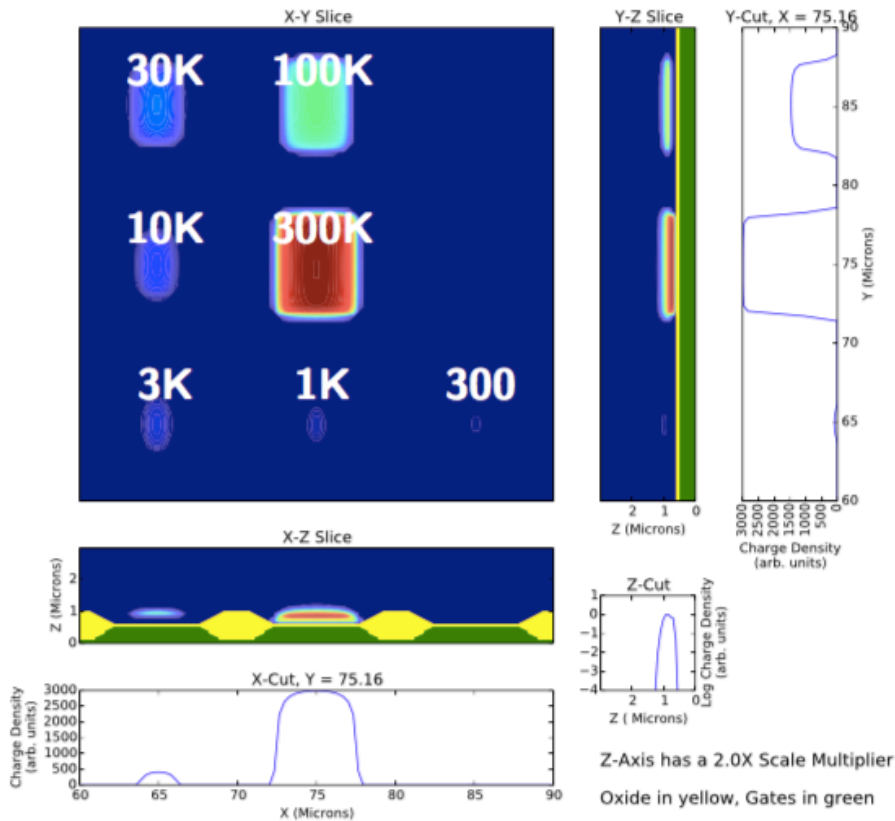 X-Y Slice
30K 100K
10K 300K
3K 1K 300
Y-Z Slice
2 1 0
Z (Microns)
Y-Cut, X = 75.16
90
85
80
75
70
65
60
Y (Microns)
3000 2500 2000 1500 1000 500 0
Charge Density
(arb. units)
X-Z Slice
2
1
0
Z (Microns)
Z-Cut
1
0
−1
−2
−3
−4
2 1 0
Z ( Microns)
Log Charge Density
(arb. units)
X-Cut, Y = 75.16
3000
2500
2000
1500
1000
500
0
Charge Density
(arb. units)
60 65 70 75 80 85 90
X (Microns)
Z-Axis has a 2.0X Scale Multiplier
Oxide in yellow, Gates in green